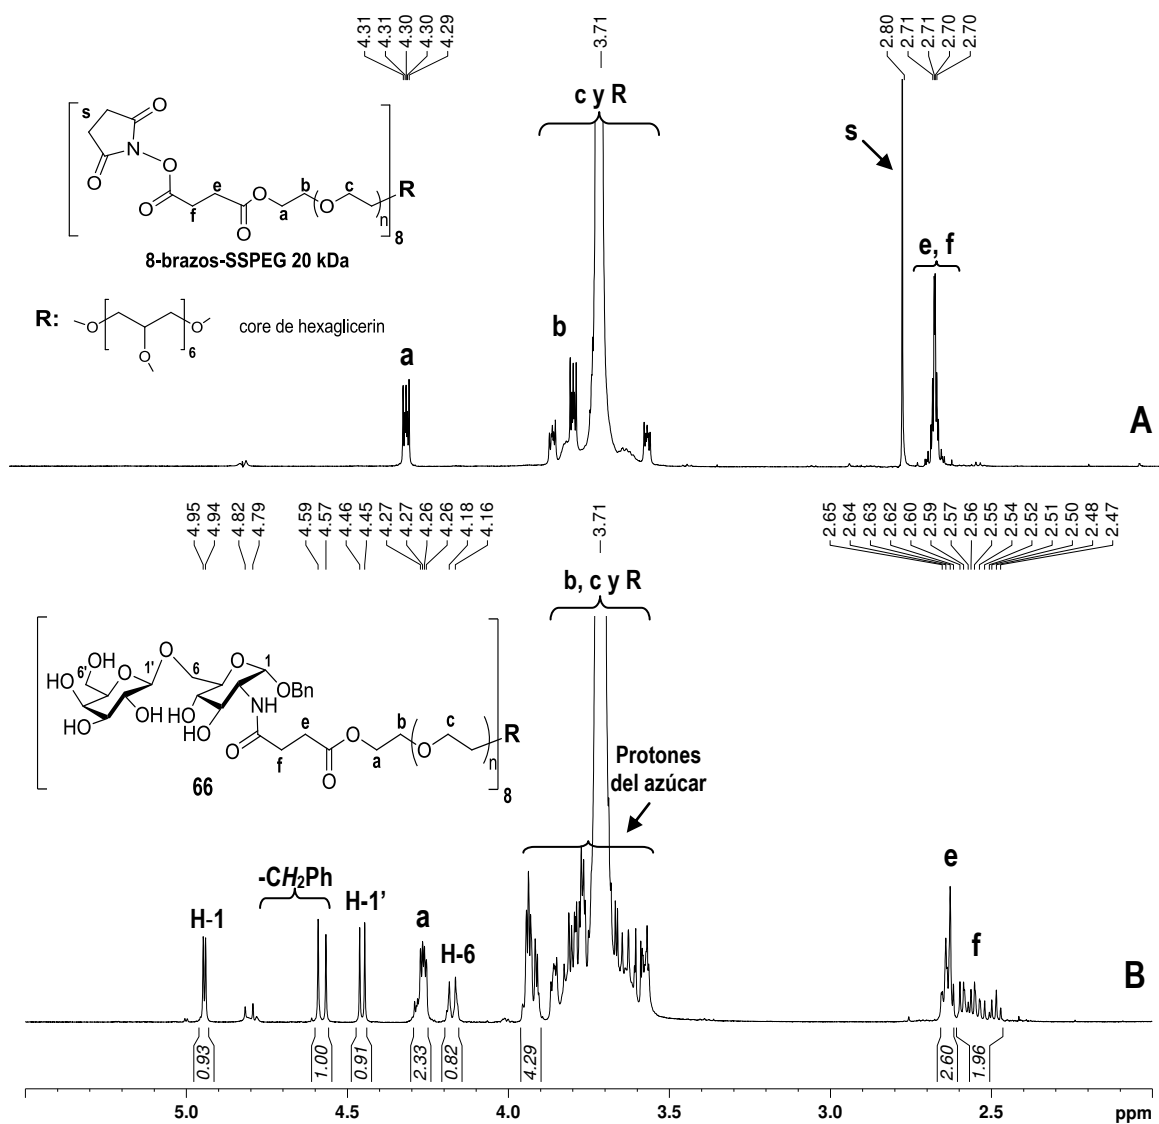 4.31 4.31 4.30 4.30 4.29 3.71 2.80 2.71 2.71 2.70 2.70
c y R
s
O
N
O
O
O
e
f
O
O
a
b
O
c
n
R
8
8-brazos-SSPEG 20 kDa
s
e, f
b
a
R:
O
O
O
6
core de hexaglicerin
A
4.95 4.94 4.82 4.79 4.59 4.57 4.46 4.45 4.27 4.27 4.26 4.26 4.18 4.16 3.71 2.65 2.64 2.63 2.62 2.60 2.59 2.57 2.56 2.55 2.54 2.52 2.51 2.50 2.48 2.47
b, c y R
6'
OH
HO
O
1'
O
6
O
1
OBn
HO
OH
HO
HO
NH
O
f
e
O
O
a
b
O
c
n
R
8
66
Protones
del azúcar
-CH₂Ph
H-1
H-1’
a
H-6
e
f
B
0.93 1.00 0.91 2.33 0.82 4.29 2.60 1.96
5.0 4.5 4.0 3.5 3.0 2.5 ppm